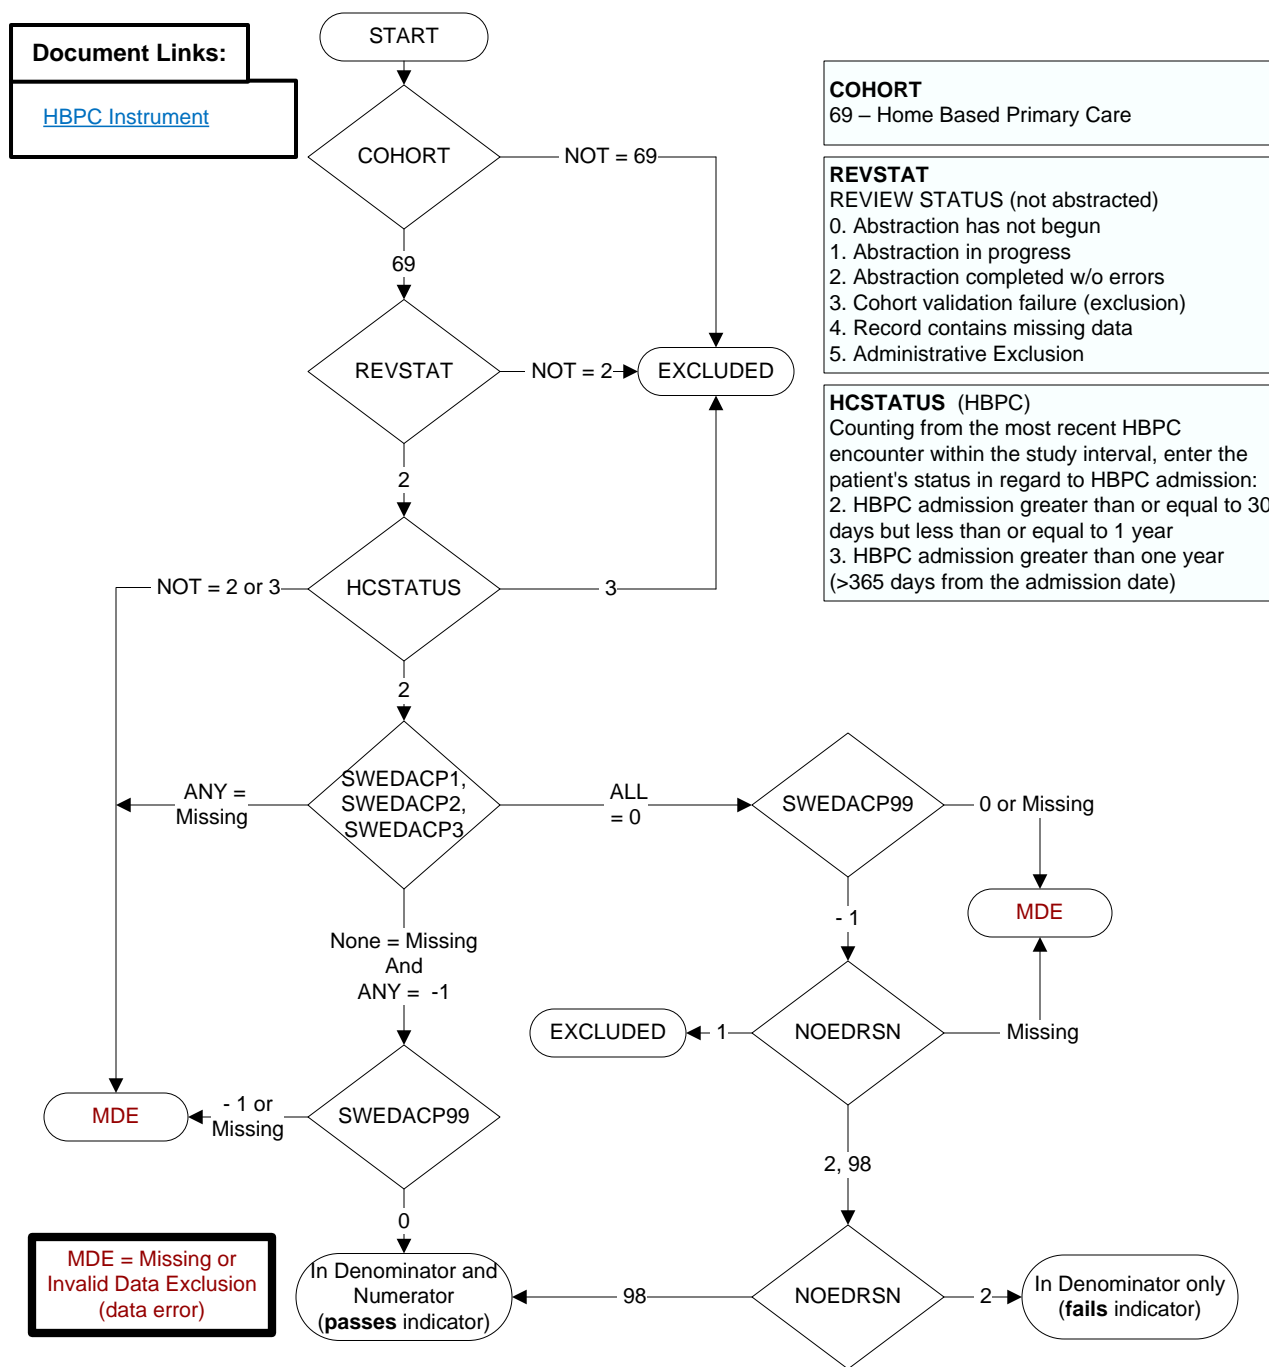 START
Document Links:
HBPC Instrument
COHORT
NOT = 69
69
REVSTAT
NOT = 2
EXCLUDED
2
HCSTATUS
NOT = 2 or 3
3
2
SWEDACP1,
SWEDACP2,
SWEDACP3
ANY =
Missing
ALL
= 0
SWEDACP99
0 or Missing
MDE
- 1
None = Missing
And
ANY = -1
NOEDRSN
EXCLUDED
1
Missing
SWEDACP99
- 1 or
Missing
MDE
2, 98
0
In Denominator and
Numerator
(passes indicator)
98
NOEDRSN
2
In Denominator only
(fails indicator)
MDE = Missing or
Invalid Data Exclusion
(data error)
COHORT
69 – Home Based Primary Care
REVSTAT
REVIEW STATUS (not abstracted)
0. Abstraction has not begun
1. Abstraction in progress
2. Abstraction completed w/o errors
3. Cohort validation failure (exclusion)
4. Record contains missing data
5. Administrative Exclusion
HCSTATUS (HBPC)
Counting from the most recent HBPC
encounter within the study interval, enter the
patient's status in regard to HBPC admission:
2. HBPC admission greater than or equal to 30
days but less than or equal to 1 year
3. HBPC admission greater than one year
(>365 days from the admission date)